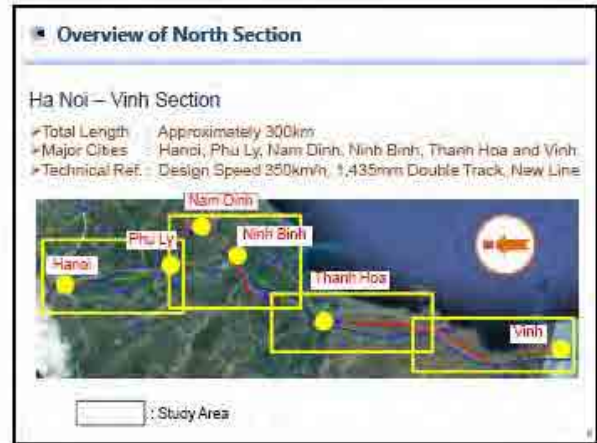 Overview of North Section
Ha Noi – Vinh Section
➢Total Length : Approximately 300km
➢Major Cities : Hanoi, Phu Ly, Nam Dinh, Ninh Binh, Thanh Hoa and Vinh
➢Technical Ref. : Design Speed 350km/h, 1,435mm Double Track, New Line
Nam Dinh
Phu Ly
Ninh Binh
Hanoi
Thanh Hoa
Vinh
: Study Area